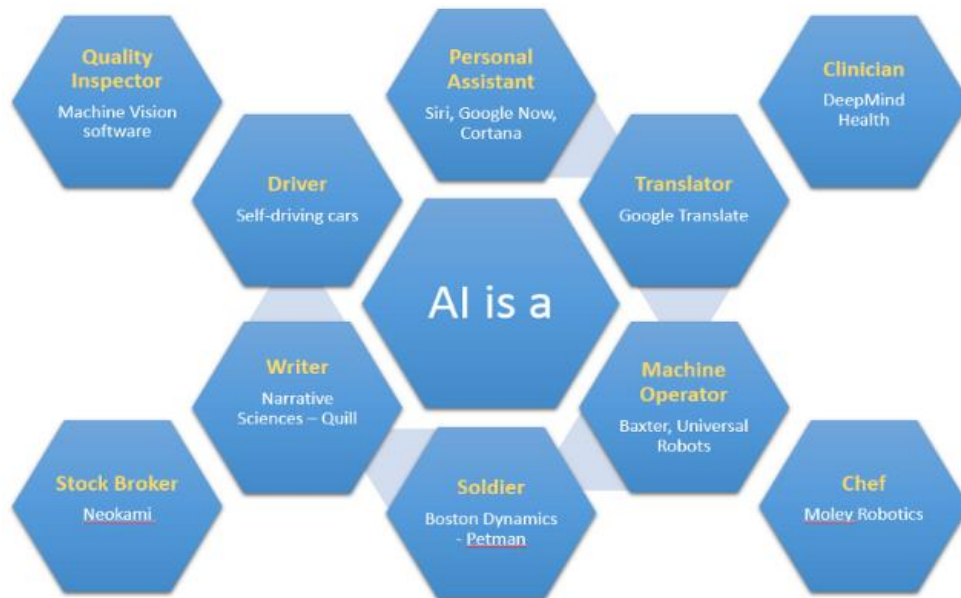 Quality
Inspector
Machine Vision
software
Personal
Assistant
Siri, Google Now,
Cortana
Clinician
DeepMind
Health
Driver
Self-driving cars
Translator
Google Translate
AI is a
Writer
Narrative
Sciences – Quill
Machine
Operator
Baxter, Universal
Robots
Stock Broker
Neokami
Soldier
Boston Dynamics
- Petman
Chef
Moley Robotics